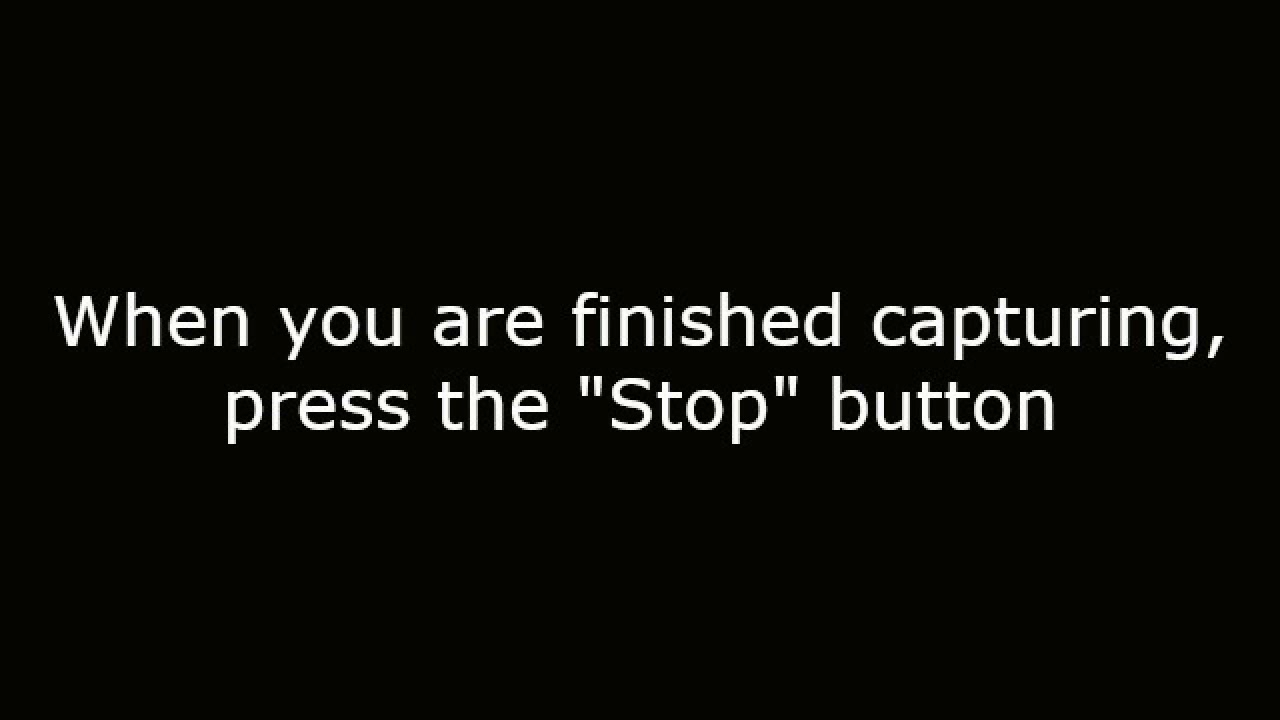 When you are finished capturing,
press the "Stop" button